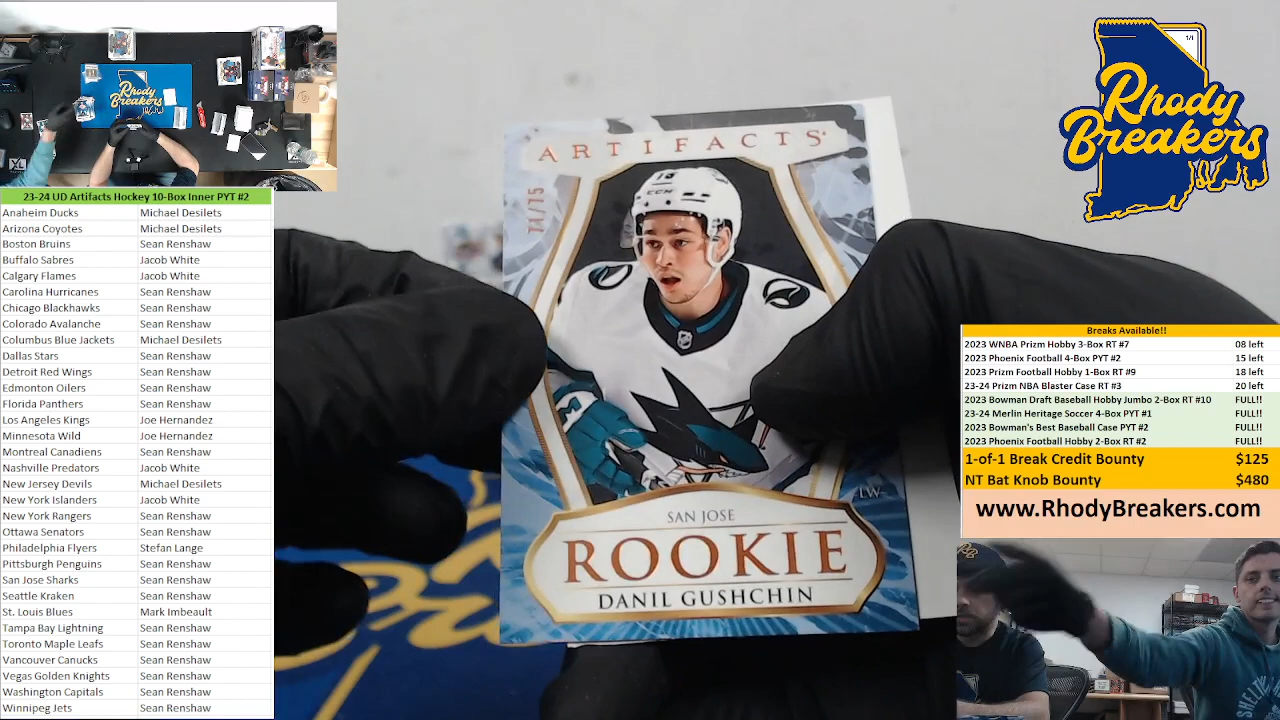 Rhody
Breakers
XL
23-24 UD Artifacts Hockey 10-Box Inner PYT #2
Anaheim Ducks Michael Desilets
Arizona Coyotes Michael Desilets
Boston Bruins Sean Renshaw
Buffalo Sabres Jacob White
Calgary Flames Jacob White
Carolina Hurricanes Sean Renshaw
Chicago Blackhawks Sean Renshaw
Colorado Avalanche Sean Renshaw
Columbus Blue Jackets Michael Desilets
Dallas Stars Sean Renshaw
Detroit Red Wings Sean Renshaw
Edmonton Oilers Sean Renshaw
Florida Panthers Sean Renshaw
Los Angeles Kings Joe Hernandez
Minnesota Wild Joe Hernandez
Montreal Canadiens Sean Renshaw
Nashville Predators Jacob White
New Jersey Devils Michael Desilets
New York Islanders Jacob White
New York Rangers Sean Renshaw
Ottawa Senators Sean Renshaw
Philadelphia Flyers Stefan Lange
Pittsburgh Penguins Sean Renshaw
San Jose Sharks Sean Renshaw
Seattle Kraken Sean Renshaw
St. Louis Blues Mark Imbeault
Tampa Bay Lightning Sean Renshaw
Toronto Maple Leafs Sean Renshaw
Vancouver Canucks Sean Renshaw
Vegas Golden Knights Sean Renshaw
Washington Capitals Sean Renshaw
Winnipeg Jets Sean Renshaw
ARTIFACTS
CCM
LW
SAN JOSE
ROOKIE
DANIL GUSHCHIN
1/1
Rhody
Breakers
Breaks Available!!
2023 WNBA Prizm Hobby 3-Box RT #7 08 left
2023 Phoenix Football 4-Box PYT #2 15 left
2023 Prizm Football Hobby 1-Box RT #9 18 left
23-24 Prizm NBA Blaster Case RT #3 20 left
2023 Bowman Draft Baseball Hobby Jumbo 2-Box RT #10 FULL!!
23-24 Merlin Heritage Soccer 4-Box PYT #1 FULL!!
2023 Bowman's Best Baseball Case PYT #2 FULL!!
2023 Phoenix Football Hobby 2-Box RT #2 FULL!!
1-of-1 Break Credit Bounty $125
NT Bat Knob Bounty $480
www.RhodyBreakers.com